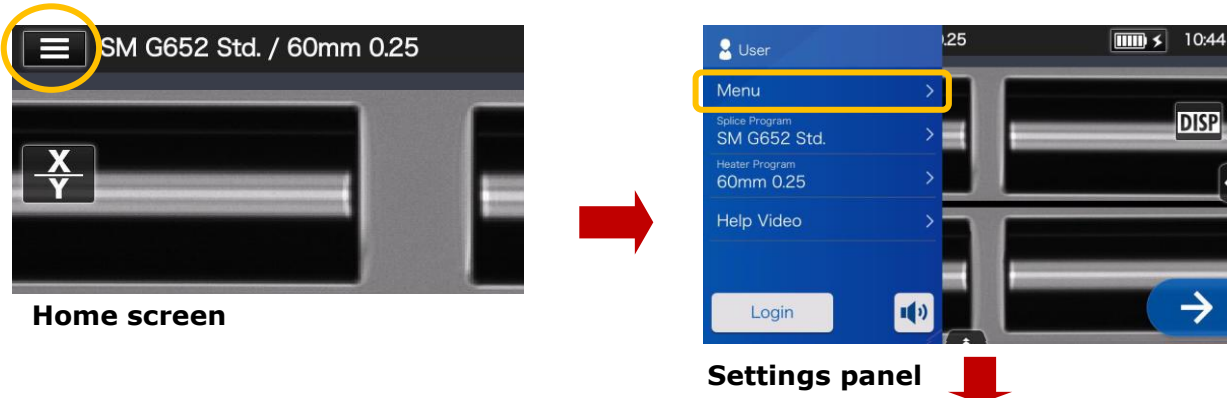 SM G652 Std. / 60mm 0.25
X
Y
Home screen
User
.25
10:44
Menu
Splice Program
SM G652 Std.
Heater Program
60mm 0.25
Help Video
Login
DISP
Settings panel